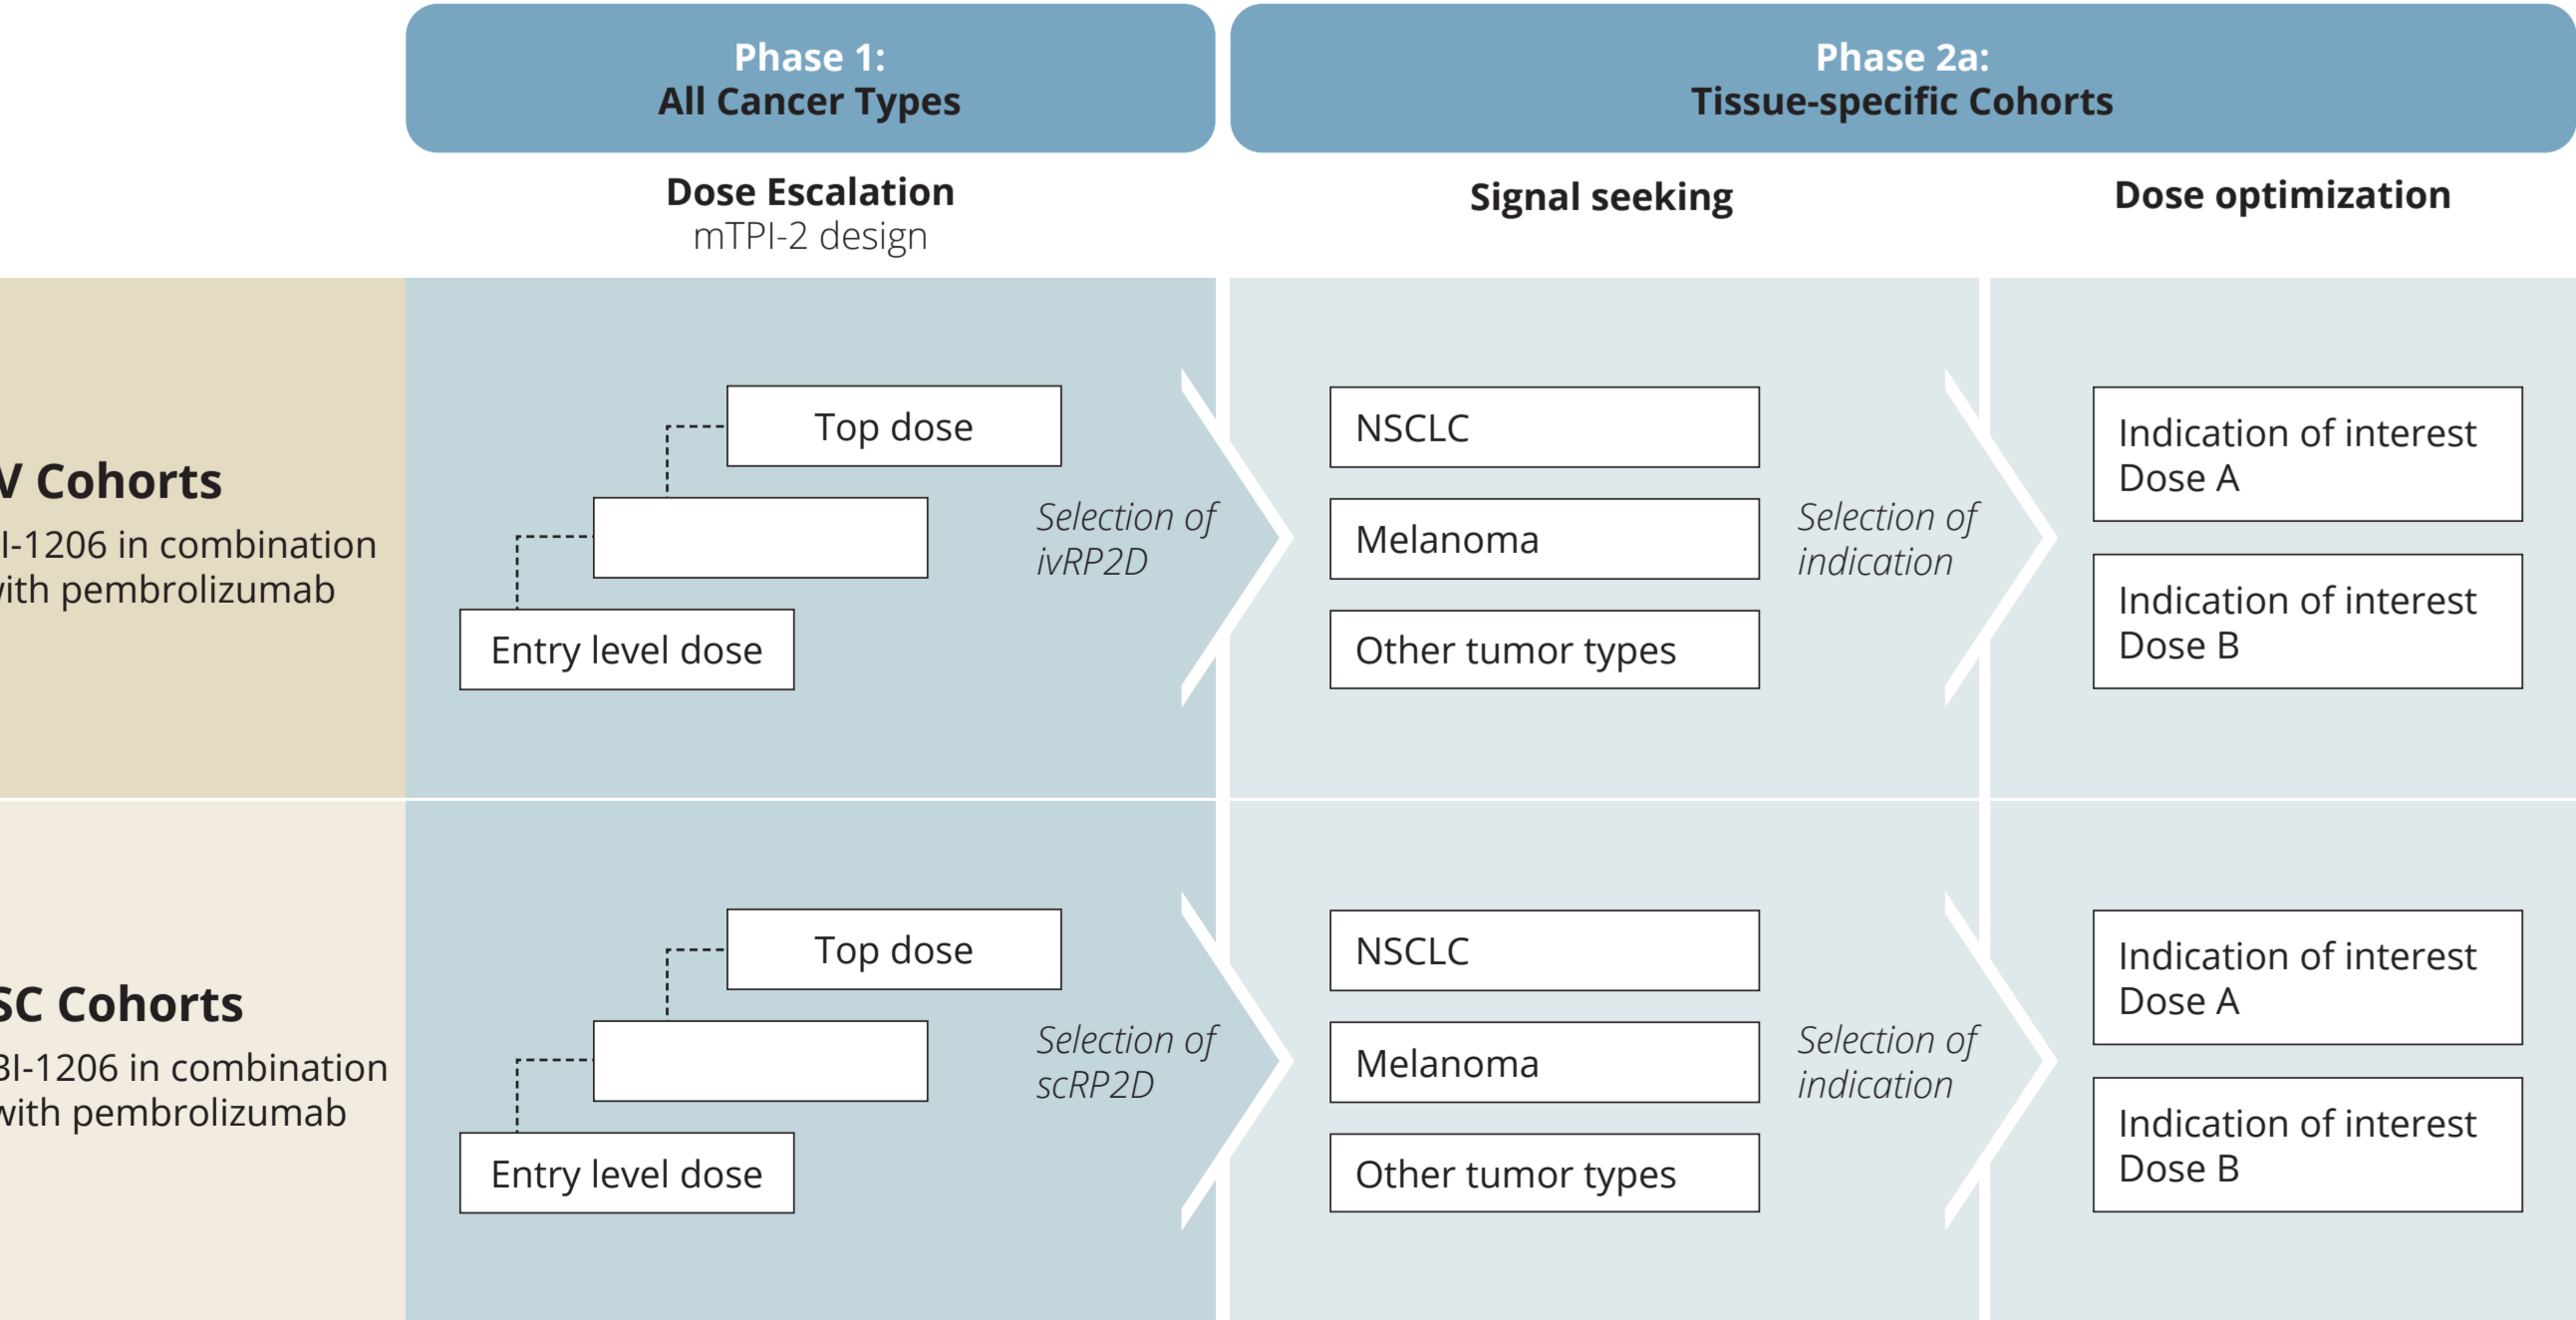 Phase 1:
All Cancer Types
Phase 2a:
Tissue-specific Cohorts
Dose Escalation
mTPI-2 design
Signal seeking
Dose optimization
V Cohorts
I-1206 in combination
ith pembrolizumab
Top dose
Entry level dose
Selection of
ivRP2D
NSCLC
Melanoma
Other tumor types
Selection of
indication
Indication of interest
Dose A
Indication of interest
Dose B
SC Cohorts
BI-1206 in combination
with pembrolizumab
Top dose
Entry level dose
Selection of
scRP2D
NSCLC
Melanoma
Other tumor types
Selection of
indication
Indication of interest
Dose A
Indication of interest
Dose B